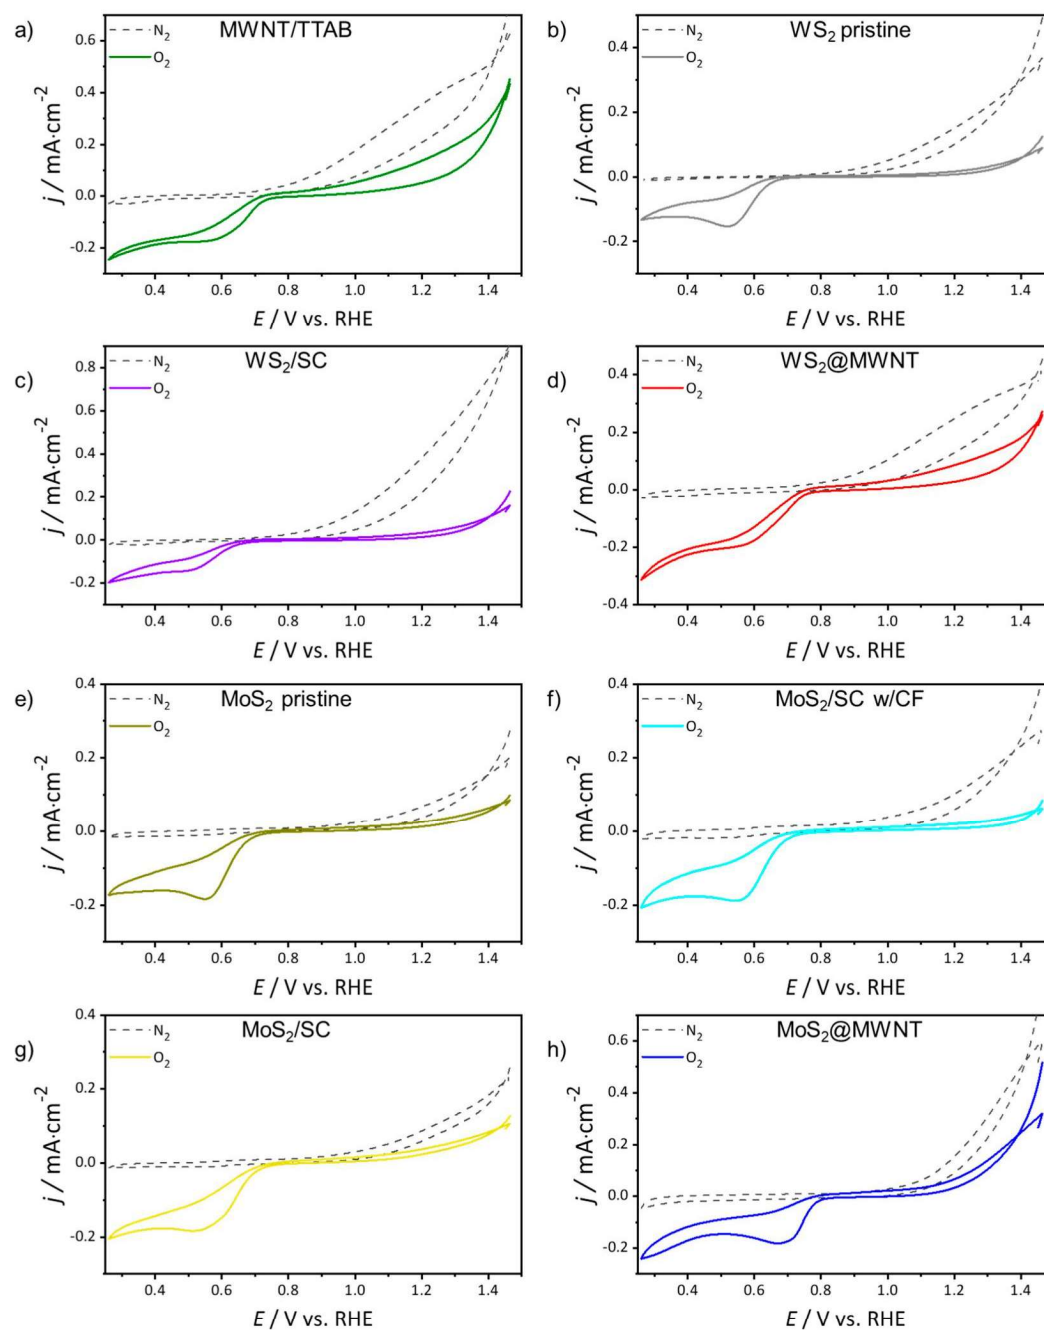 a)
MWNT/TTAB
N₂
O₂
0.6
0.4
0.2
0.0
-0.2
j / mA·cm⁻²
0.4 0.6 0.8 1.0 1.2 1.4
E / V vs. RHE
b)
WS₂ pristine
N₂
O₂
0.4
0.2
0.0
-0.2
j / mA·cm⁻²
0.4 0.6 0.8 1.0 1.2 1.4
E / V vs. RHE
c)
WS₂/SC
N₂
O₂
0.8
0.6
0.4
0.2
0.0
-0.2
j / mA·cm⁻²
0.4 0.6 0.8 1.0 1.2 1.4
E / V vs. RHE
d)
WS₂@MWNT
N₂
O₂
0.4
0.2
0.0
-0.2
-0.4
j / mA·cm⁻²
0.4 0.6 0.8 1.0 1.2 1.4
E / V vs. RHE
e)
MoS₂ pristine
N₂
O₂
0.4
0.2
0.0
-0.2
j / mA·cm⁻²
0.4 0.6 0.8 1.0 1.2 1.4
E / V vs. RHE
f)
MoS₂/SC w/CF
N₂
O₂
0.4
0.2
0.0
-0.2
j / mA·cm⁻²
0.4 0.6 0.8 1.0 1.2 1.4
E / V vs. RHE
g)
MoS₂/SC
N₂
O₂
0.4
0.2
0.0
-0.2
j / mA·cm⁻²
0.4 0.6 0.8 1.0 1.2 1.4
E / V vs. RHE
h)
MoS₂@MWNT
N₂
O₂
0.6
0.4
0.2
0.0
-0.2
j / mA·cm⁻²
0.4 0.6 0.8 1.0 1.2 1.4
E / V vs. RHE